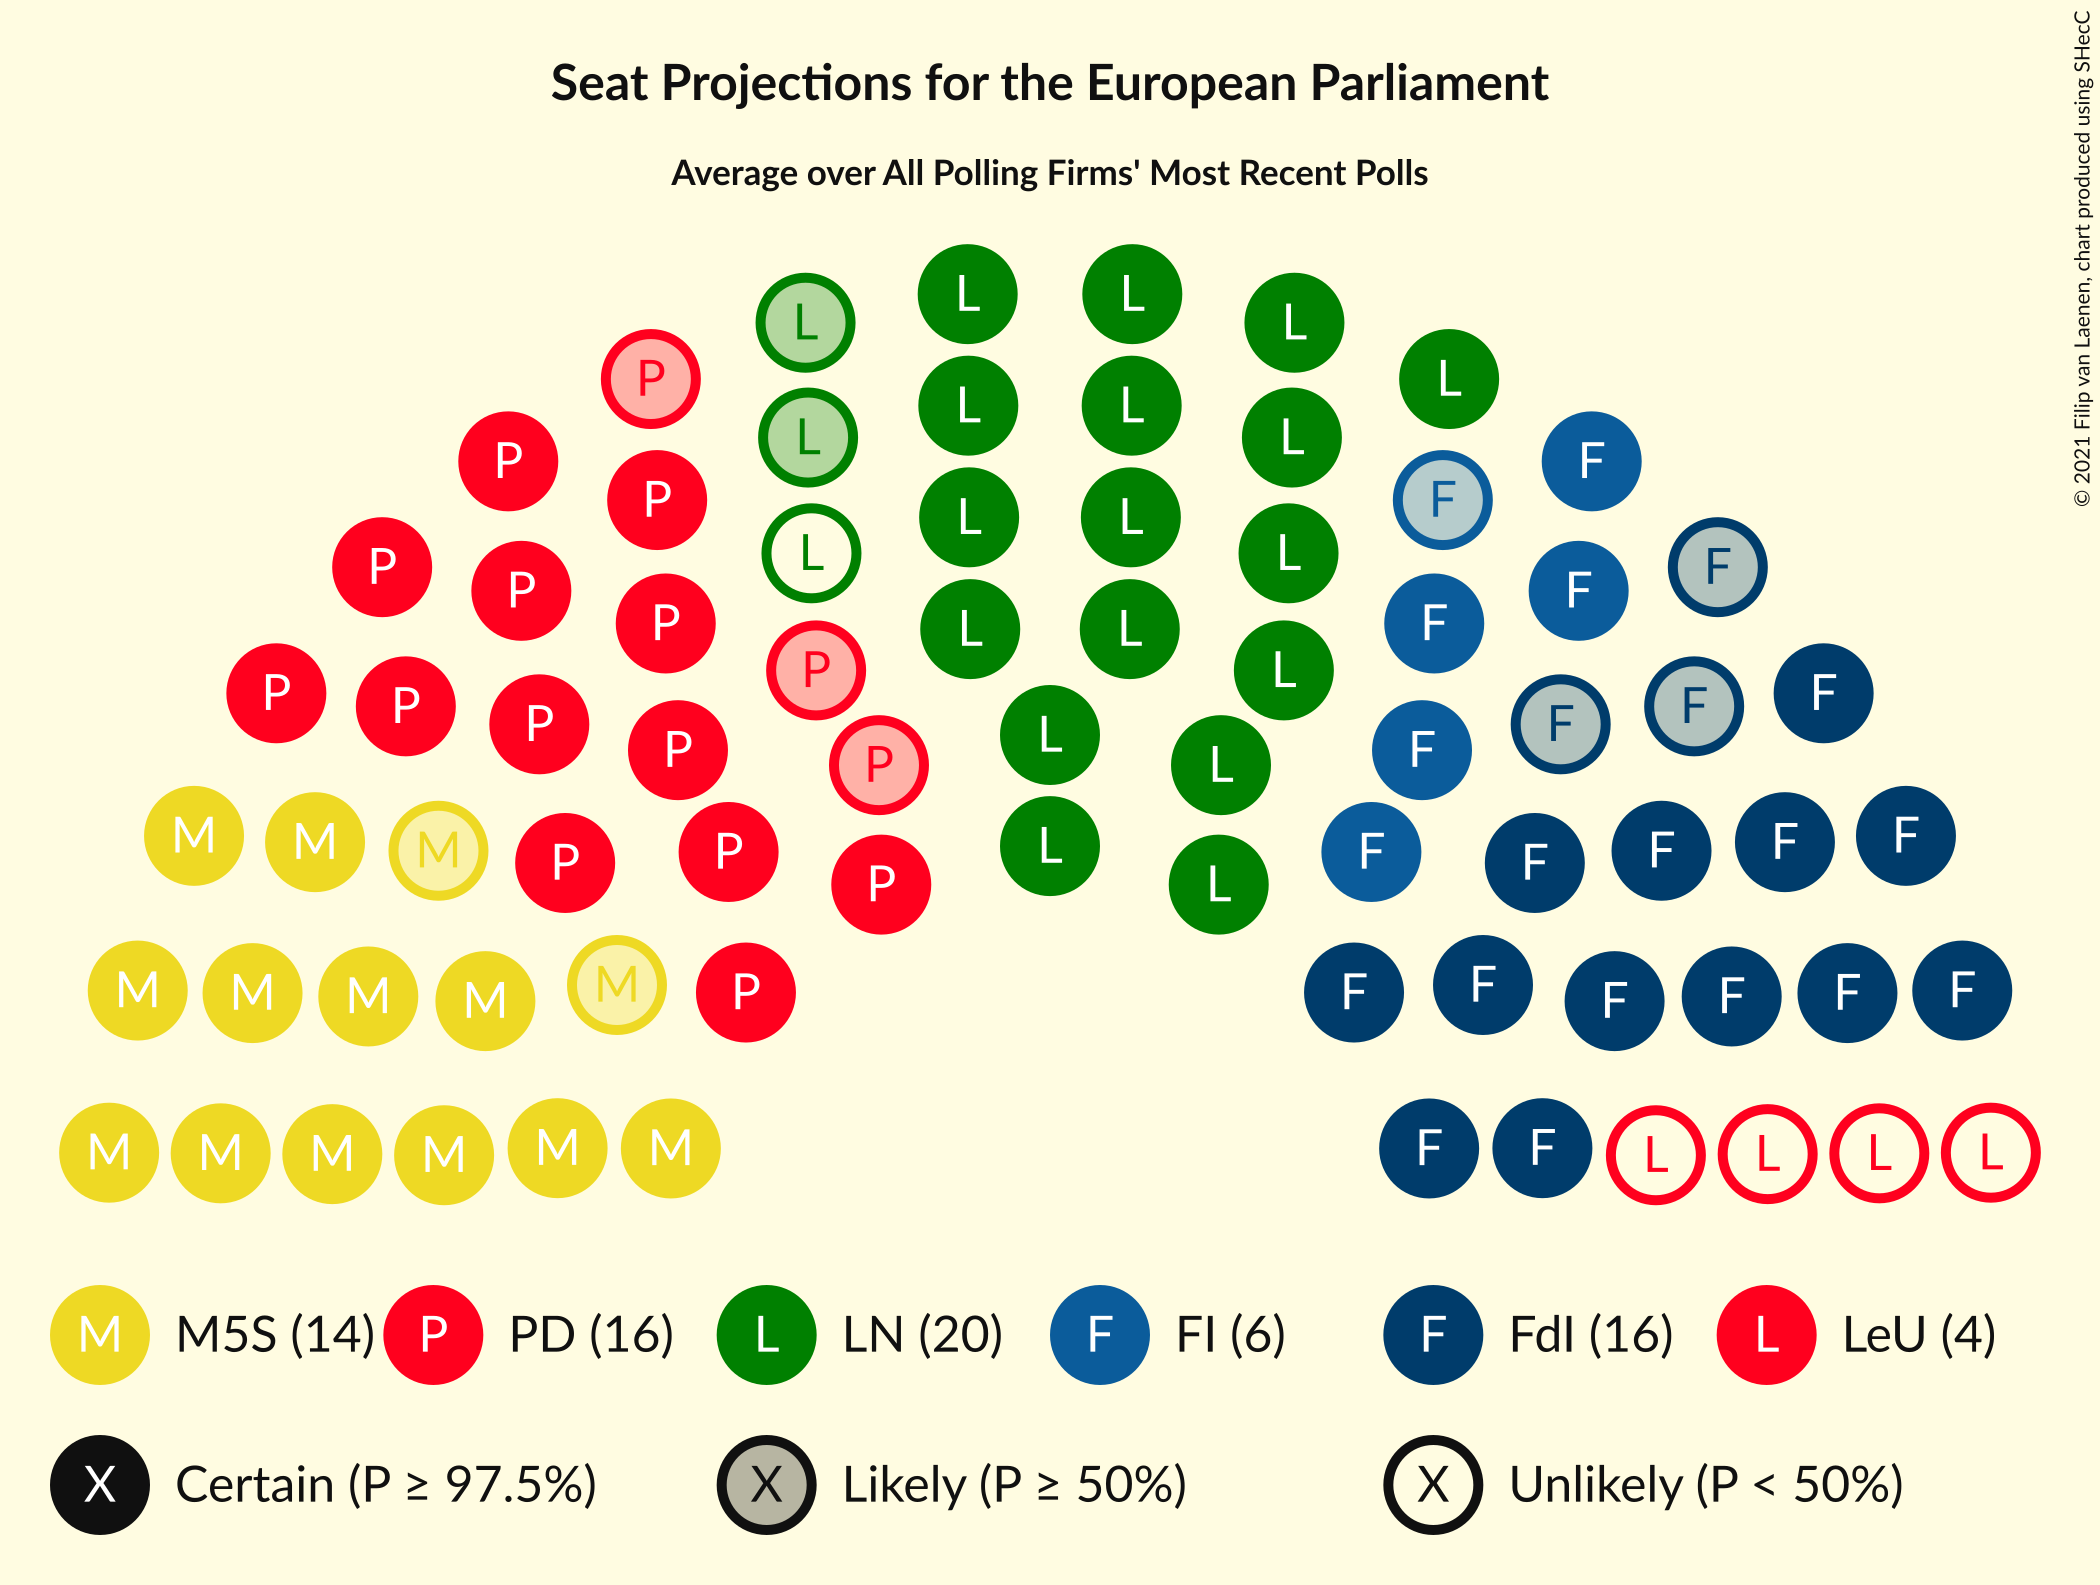 Seat Projections for the European Parliament
Average over All Polling Firms' Most Recent Polls
© 2021 Filip van Laenen, chart produced using SHecC
L L L L
P L L
P L L L F
P P F F
L L L
P P F F
P P F
P L L P L
P P P P F F F F
P L L F
M M M P P P L L F F F F F
M M M M M P F F F F F F
M M M M M M F F L L L L
M M5S (14) P PD (16) L LN (20) F FI (6) F FdI (16) L LeU (4)
X Certain (P ≥ 97.5%) X Likely (P ≥ 50%) X Unlikely (P < 50%)